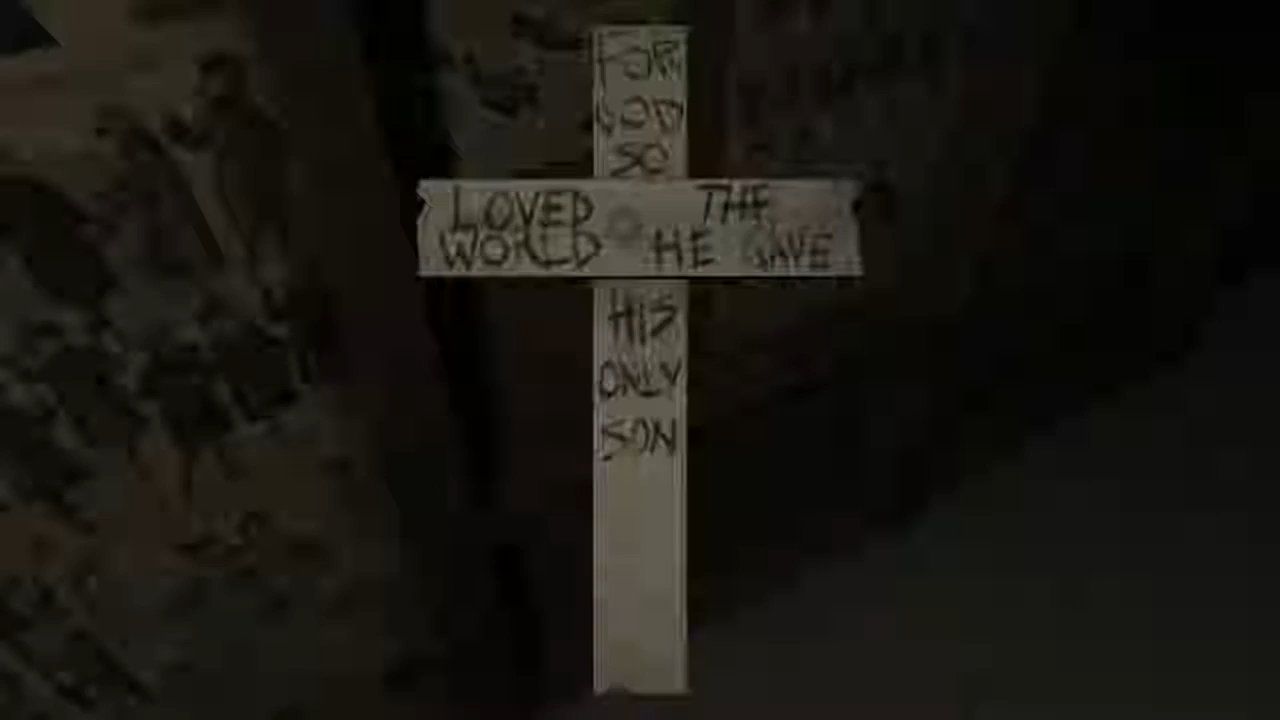 FOR
GOD
SO
LOVED THE
WORLD HE GAVE
HIS
ONLY
SON